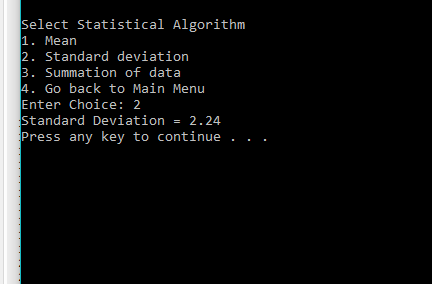 Select Statistical Algorithm
1. Mean
2. Standard deviation
3. Summation of data
4. Go back to Main Menu
Enter Choice: 2
Standard Deviation = 2.24
Press any key to continue . . .